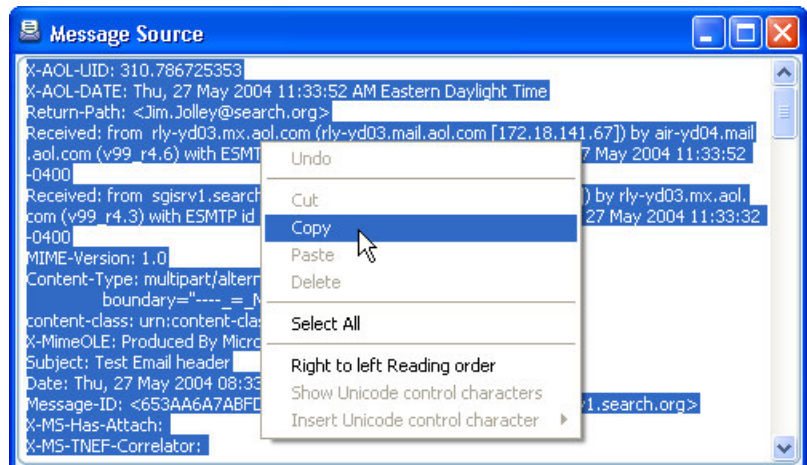 Message Source
X-AOL-UID: 310.786725353
X-AOL-DATE: Thu, 27 May 2004 11:33:52 AM Eastern Daylight Time
Return-Path: <Jim.Jolley@search.org>
Received: from rly-yd03.mx.aol.com (rly-yd03.mail.aol.com [172.18.141.67]) by air-yd04.mail
.aol.com (v99_r4.6) with ESMT 7 May 2004 11:33:52
-0400
Received: from sgisrv1.search ) by rly-yd03.mx.aol.
com (v99_r4.3) with ESMTP id 27 May 2004 11:33:32
-0400
MIME-Version: 1.0
Content-Type: multipart/altern
boundary="----_=_N
content-class: urn:content-cla
X-MimeOLE: Produced By Micro
Subject: Test Email header
Date: Thu, 27 May 2004 08:33
Message-ID: <653AA6A7ABFD 1.search.org>
X-MS-Has-Attach:
X-MS-TNEF-Correlator:
Undo
Cut
Copy
Paste
Delete
Select All
Right to left Reading order
Show Unicode control characters
Insert Unicode control character